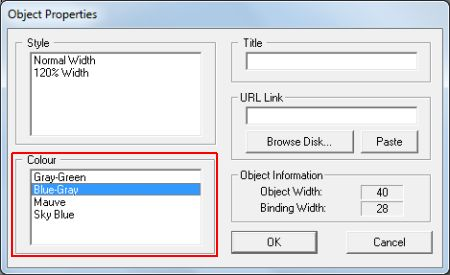 Object Properties
Style
Normal Width
120% Width
Title
URL Link
Browse Disk...
Paste
Colour
Gray-Green
Blue-Gray
Mauve
Sky Blue
Object Information
Object Width: 40
Binding Width: 28
OK
Cancel